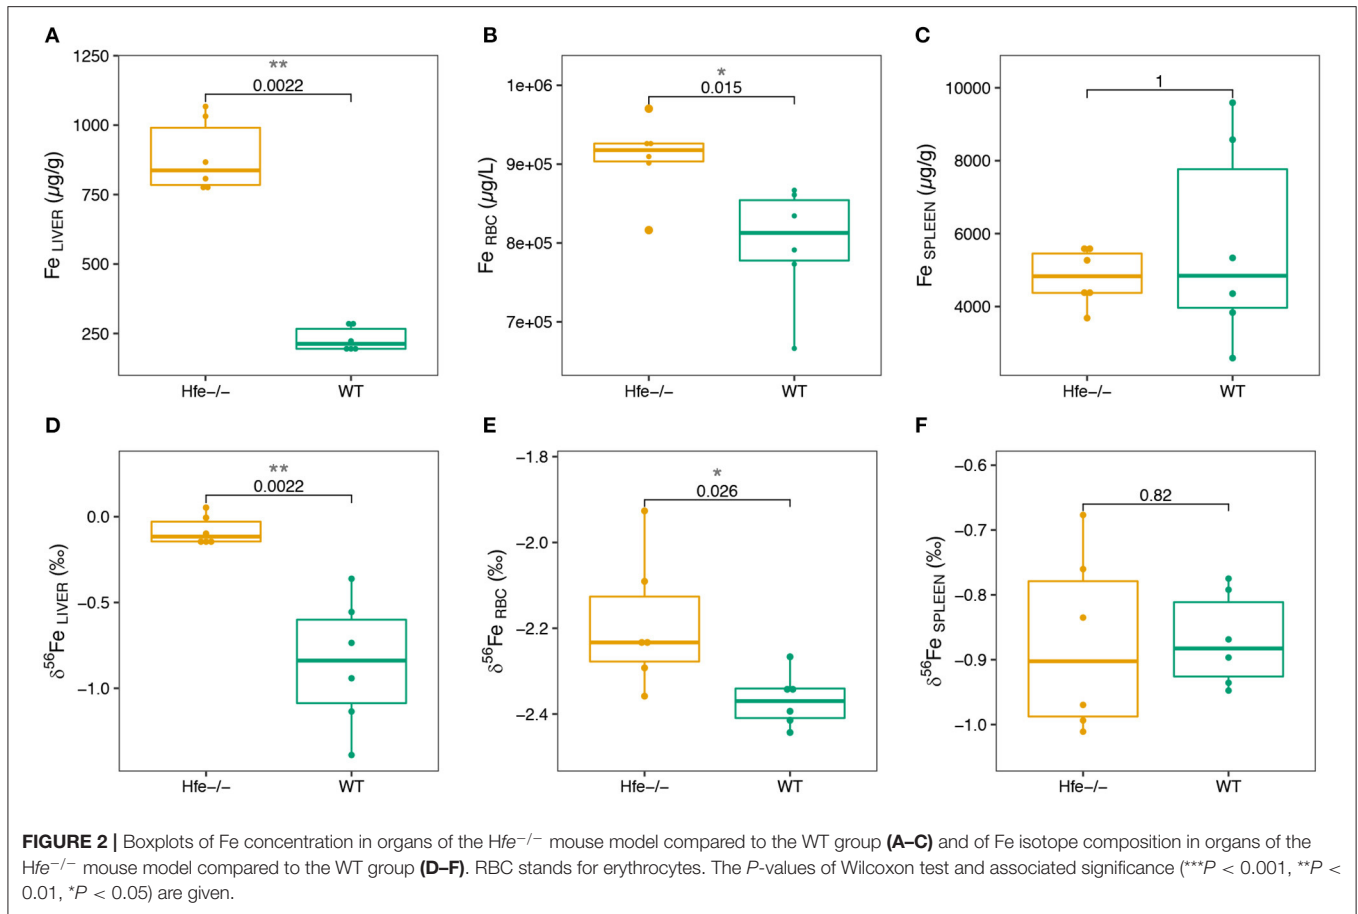 A
B
C
**
0.0022
1250
1000
750
500
250
Fe LIVER (µg/g)
Hfe−/−
WT
*
0.015
1e+06
9e+05
8e+05
7e+05
Fe RBC (µg/L)
Hfe−/−
WT
1
10000
8000
6000
4000
Fe SPLEEN (µg/g)
Hfe−/−
WT
D
E
F
**
0.0022
0.0
−0.5
−1.0
δ56Fe LIVER (‰)
Hfe−/−
WT
*
0.026
−1.8
−2.0
−2.2
−2.4
δ56Fe RBC (‰)
Hfe−/−
WT
0.82
−0.6
−0.7
−0.8
−0.9
−1.0
δ56Fe SPLEEN (‰)
Hfe−/−
WT
FIGURE 2 | Boxplots of Fe concentration in organs of the Hfe−/− mouse model compared to the WT group (A–C) and of Fe isotope composition in organs of the
Hfe−/− mouse model compared to the WT group (D–F). RBC stands for erythrocytes. The P-values of Wilcoxon test and associated significance (***P < 0.001, **P <
0.01, *P < 0.05) are given.